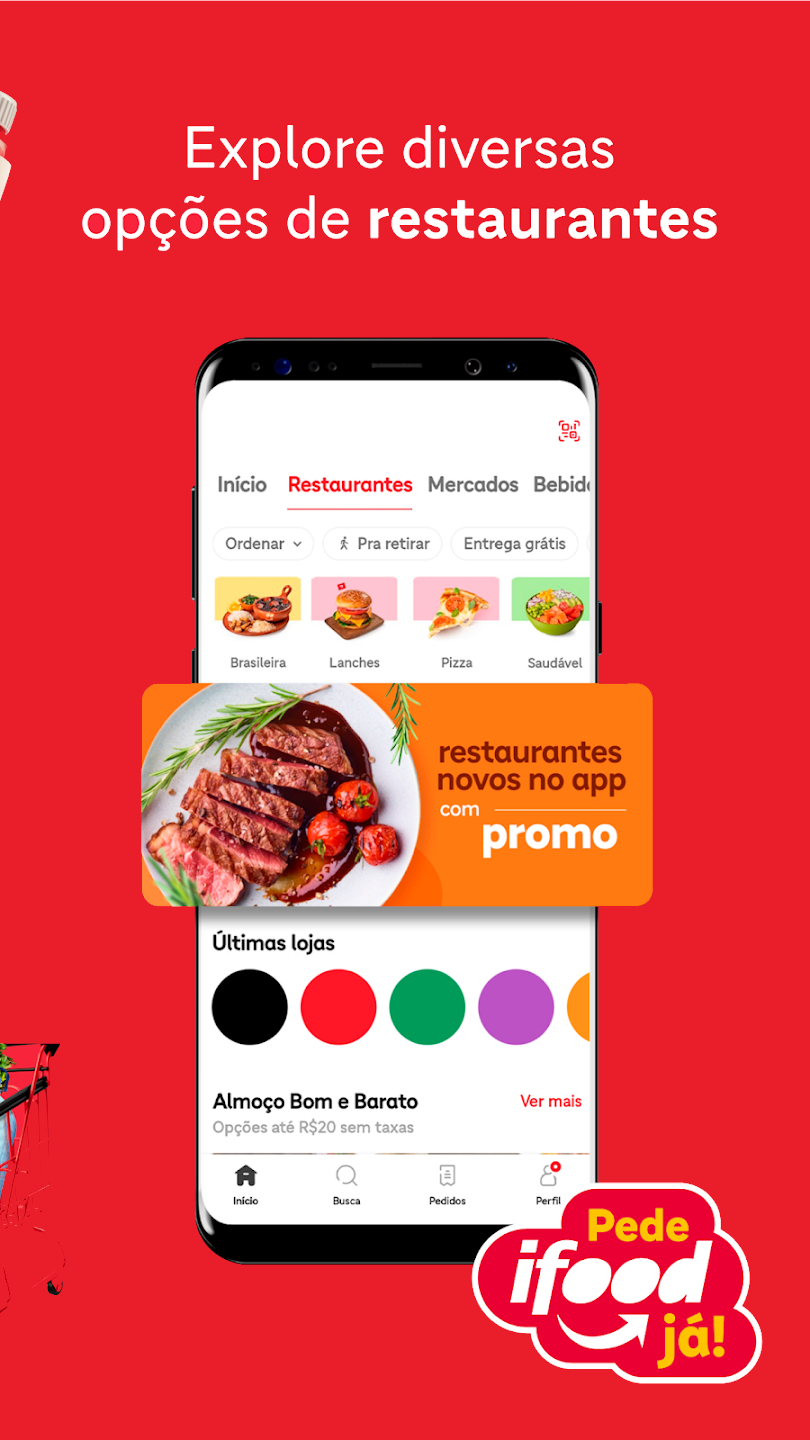 Explore diversas
opções de restaurantes
Início Restaurantes Mercados Bebid
Ordenar Pra retirar Entrega grátis
Brasileira Lanches Pizza Saudável
restaurantes
novos no app
com
promo
Últimas lojas
Almoço Bom e Barato Ver mais
Opções até R$20 sem taxas
Início Busca Pedidos Perfil
Pede
ifood
já!